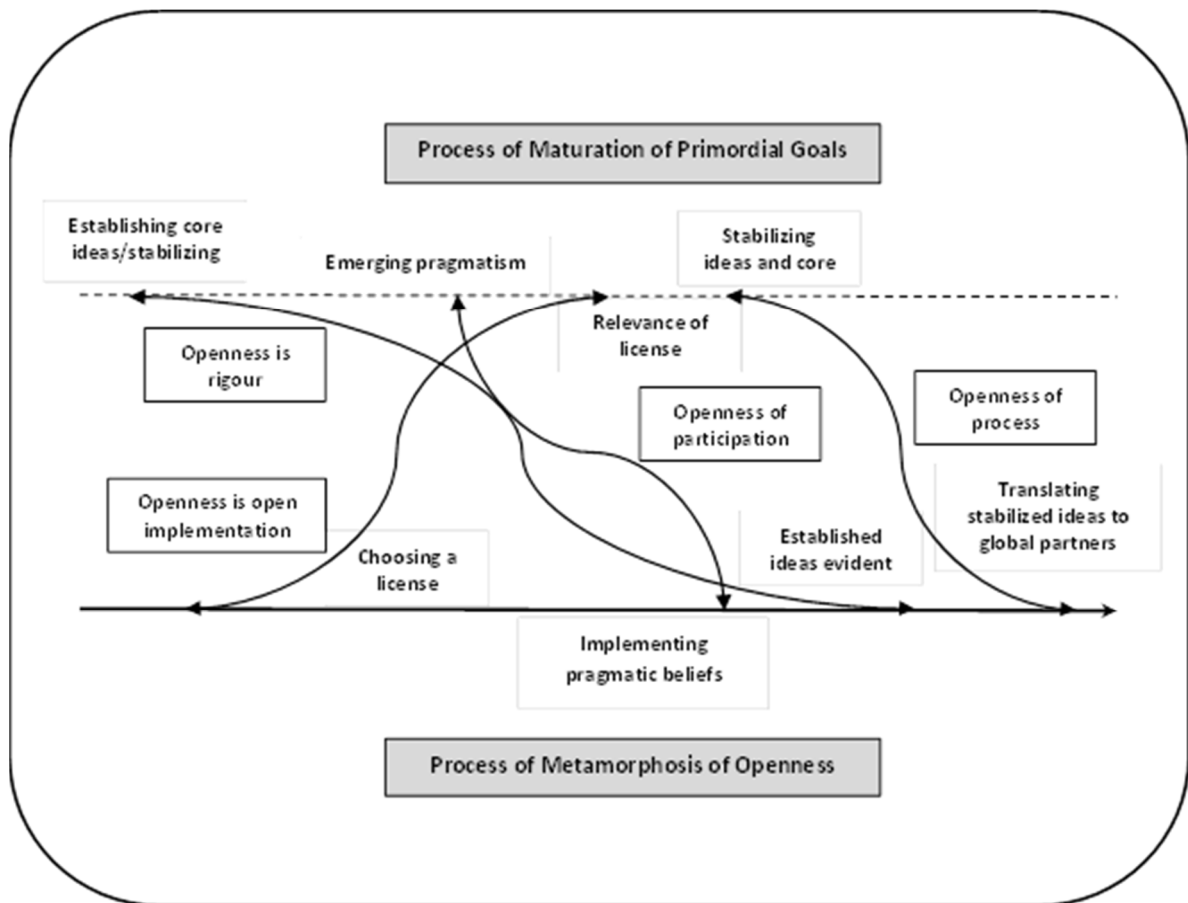 Process of Maturation of Primordial Goals
Establishing core
ideas/stabilizing
Emerging pragmatism
Stabilizing
ideas and core
Relevance of
license
Openness is
rigour
Openness of
participation
Openness of
process
Openness is open
implementation
Choosing a
license
Established
ideas evident
Translating
stabilized ideas to
global partners
Implementing
pragmatic beliefs
Process of Metamorphosis of Openness